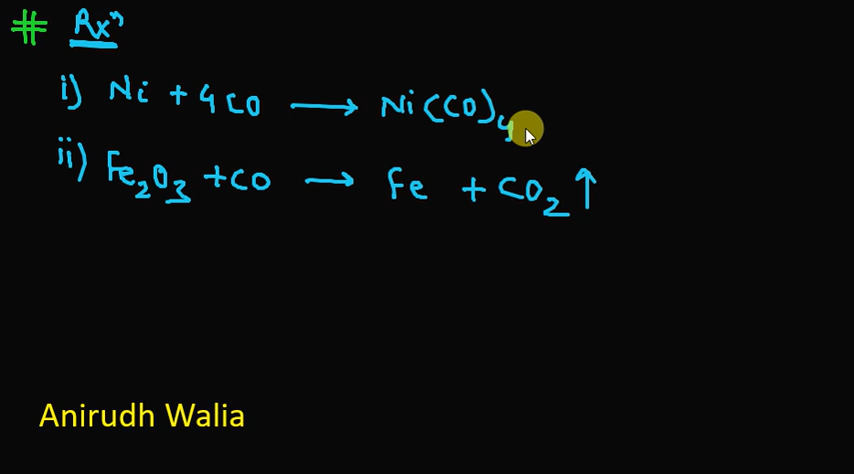 # Rxⁿ
i) Ni + 4CO ⟶ Ni(CO)₄
ii) Fe₂O₃ + CO ⟶ Fe + CO₂ ↑
Anirudh Walia